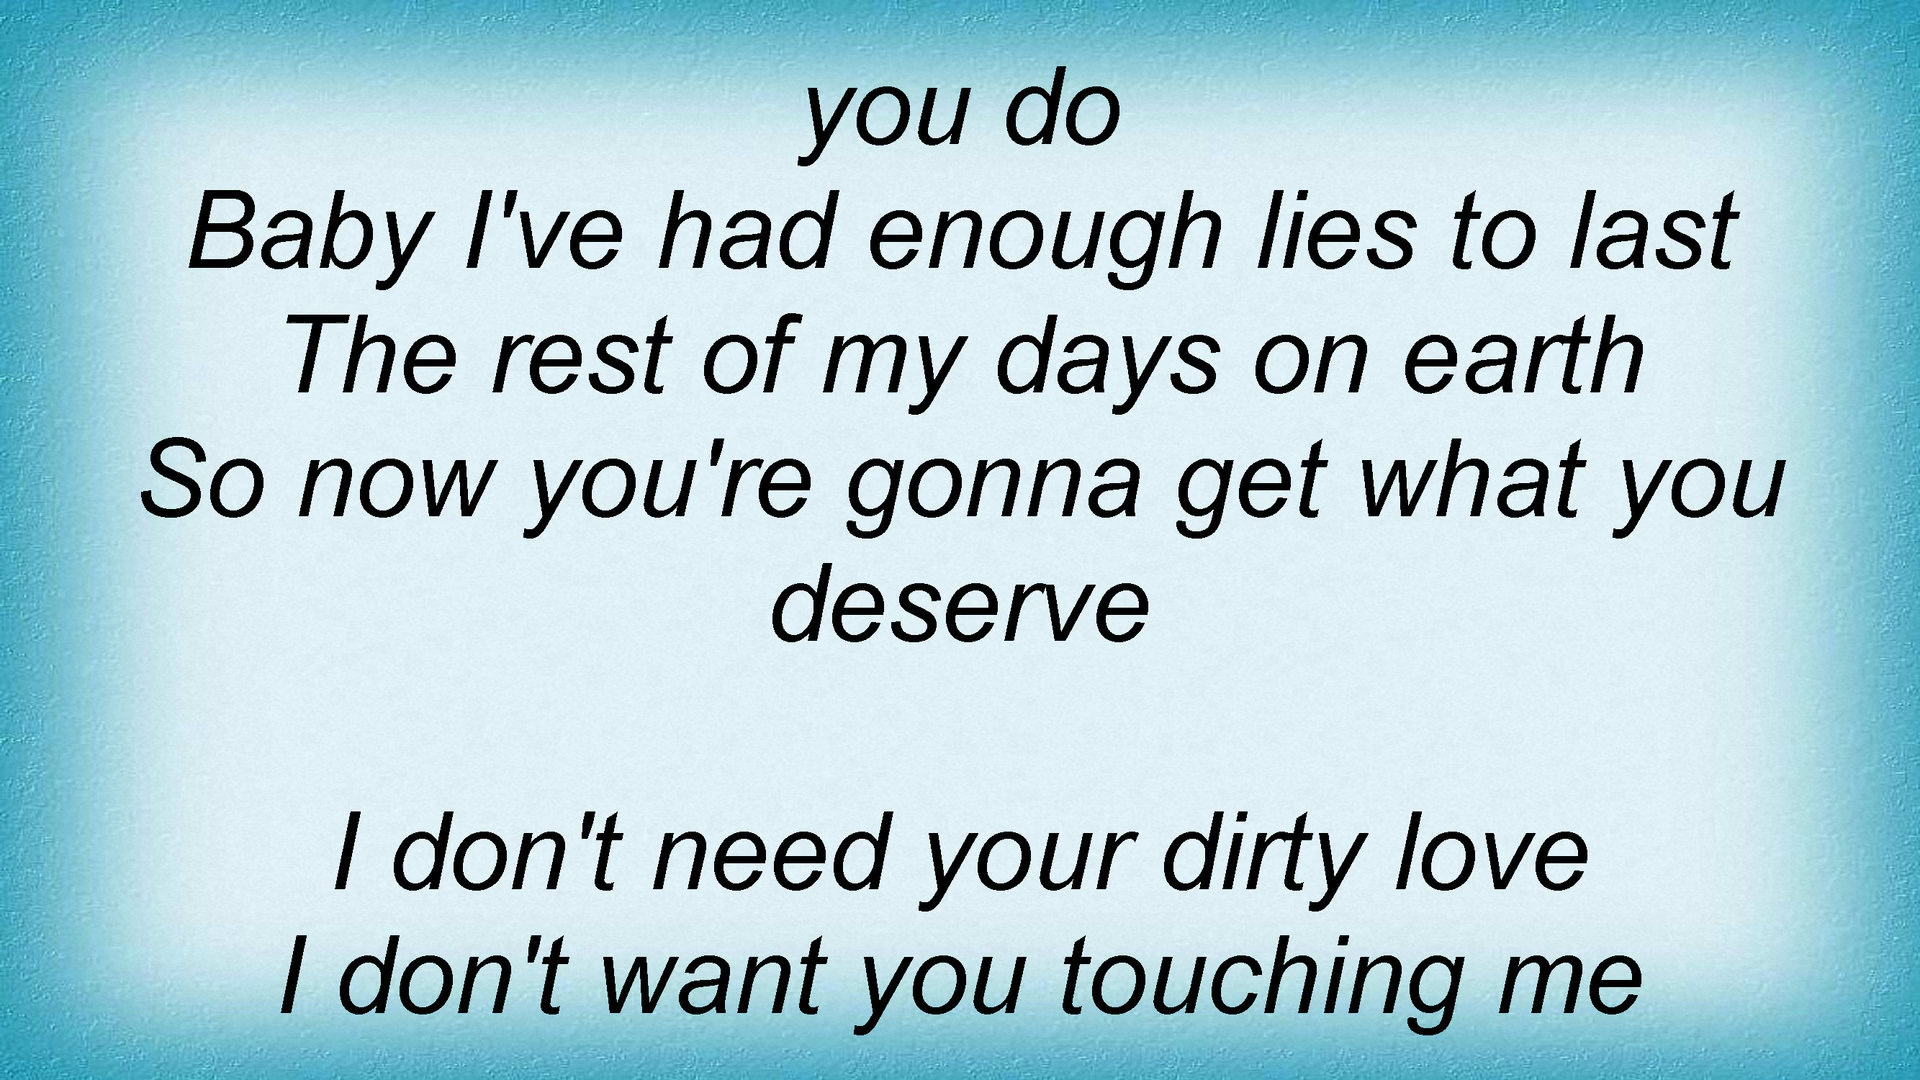 you do
Baby I've had enough lies to last
The rest of my days on earth
So now you're gonna get what you
deserve
I don't need your dirty love
I don't want you touching me